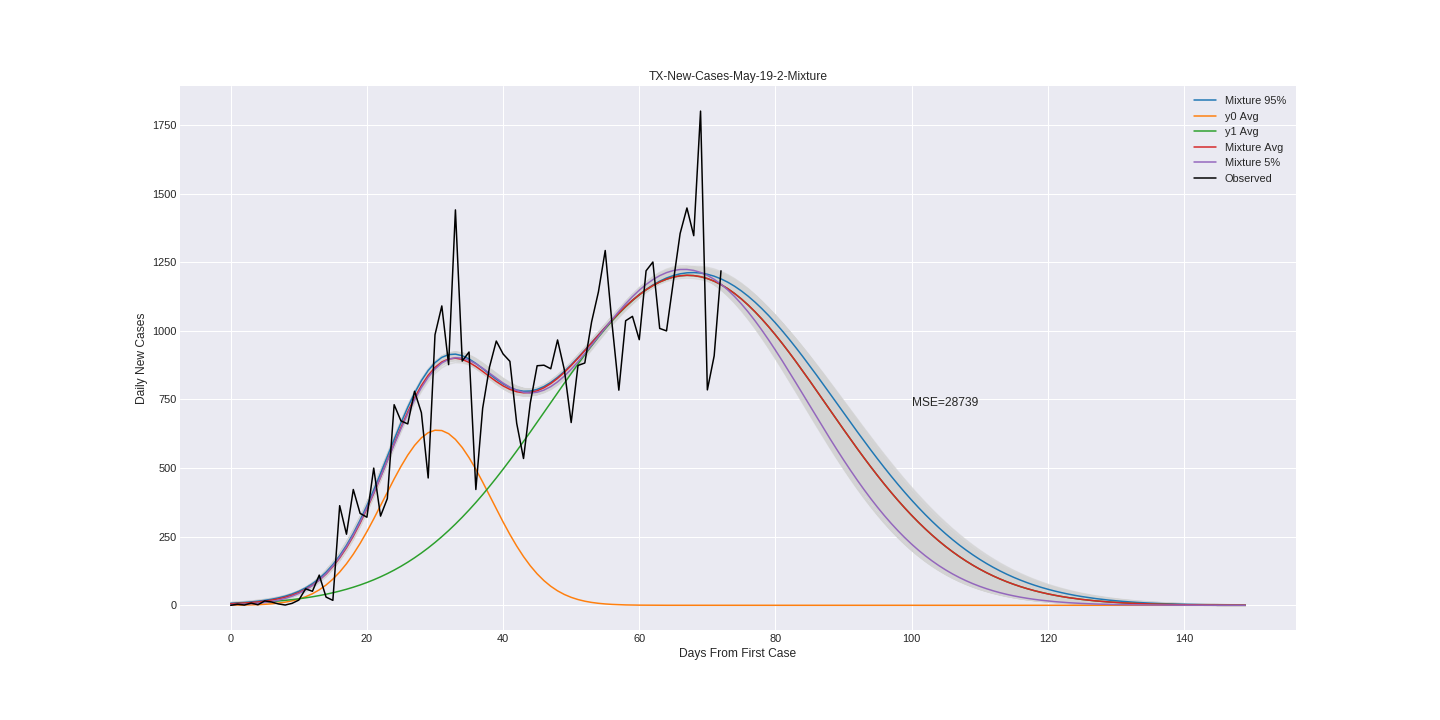 TX-New-Cases-May-19-2-Mixture
Mixture 95%
y0 Avg
y1 Avg
Mixture Avg
Mixture 5%
Observed
Daily New Cases
1750
1500
1250
1000
750
500
250
0
MSE=28739
0 20 40 60 80 100 120 140
Days From First Case